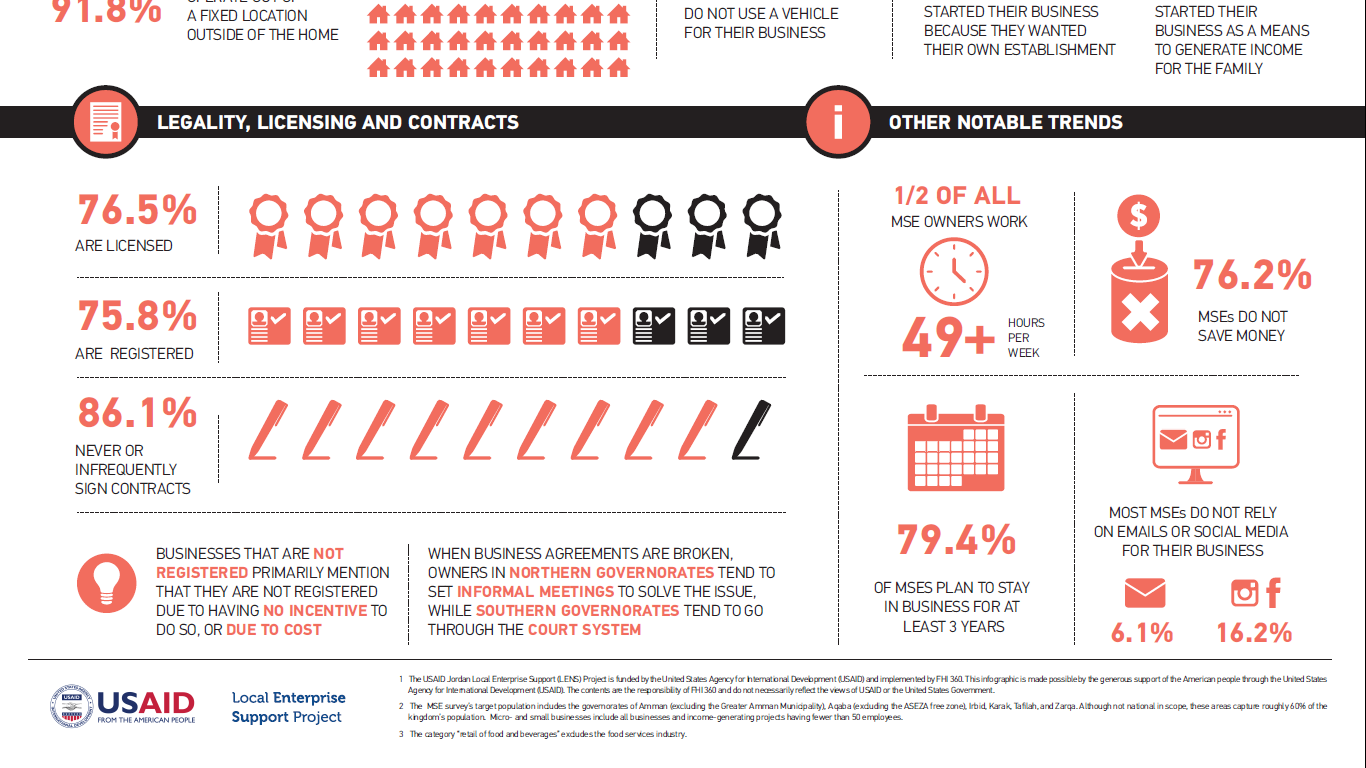 91.8%
A FIXED LOCATION
OUTSIDE OF THE HOME
DO NOT USE A VEHICLE
FOR THEIR BUSINESS
STARTED THEIR BUSINESS
BECAUSE THEY WANTED
THEIR OWN ESTABLISHMENT
STARTED THEIR
BUSINESS AS A MEANS
TO GENERATE INCOME
FOR THE FAMILY
LEGALITY, LICENSING AND CONTRACTS
76.5%
ARE LICENSED
75.8%
ARE REGISTERED
86.1%
NEVER OR
INFREQUENTLY
SIGN CONTRACTS
BUSINESSES THAT ARE NOT
REGISTERED PRIMARILY MENTION
THAT THEY ARE NOT REGISTERED
DUE TO HAVING NO INCENTIVE TO
DO SO, OR DUE TO COST
WHEN BUSINESS AGREEMENTS ARE BROKEN,
OWNERS IN NORTHERN GOVERNORATES TEND TO
SET INFORMAL MEETINGS TO SOLVE THE ISSUE,
WHILE SOUTHERN GOVERNORATES TEND TO GO
THROUGH THE COURT SYSTEM
i OTHER NOTABLE TRENDS
1/2 OF ALL
MSE OWNERS WORK
49+
HOURS
PER
WEEK
$
76.2%
MSEs DO NOT
SAVE MONEY
79.4%
OF MSES PLAN TO STAY
IN BUSINESS FOR AT
LEAST 3 YEARS
MOST MSEs DO NOT RELY
ON EMAILS OR SOCIAL MEDIA
FOR THEIR BUSINESS
6.1%
16.2%
USAID
FROM THE AMERICAN PEOPLE
Local Enterprise
Support Project
1 The USAID Jordan Local Enterprise Support (LENS) Project is funded by the United States Agency for International Development (USAID) and implemented by FHI 360. This infographic is made possible by the generous support of the American people through the United States
Agency for International Development (USAID). The contents are the responsibility of FHI 360 and do not necessarily reflect the views of USAID or the United States Government.
2 The MSE survey's target population includes the governorates of Amman (excluding the Greater Amman Municipality), Aqaba (excluding the ASEZA free zone), Irbid, Karak, Tafilah, and Zarqa. Although not national in scope, these areas capture roughly 60% of the
kingdom's population. Micro- and small businesses include all businesses and income-generating projects having fewer than 50 employees.
3 The category "retail of food and beverages" excludes the food services industry.